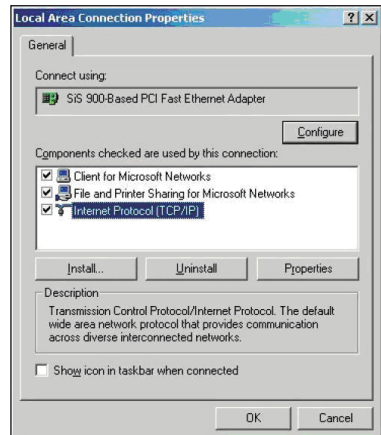 Local Area Connection Properties
General
Connect using:
SiS 900-Based PCI Fast Ethernet Adapter
Configure
Components checked are used by this connection:
Client for Microsoft Networks
File and Printer Sharing for Microsoft Networks
Internet Protocol (TCP/IP)
Install...
Uninstall
Properties
Description
Transmission Control Protocol/Internet Protocol. The default
wide area network protocol that provides communication
across diverse interconnected networks.
Show icon in taskbar when connected
OK
Cancel